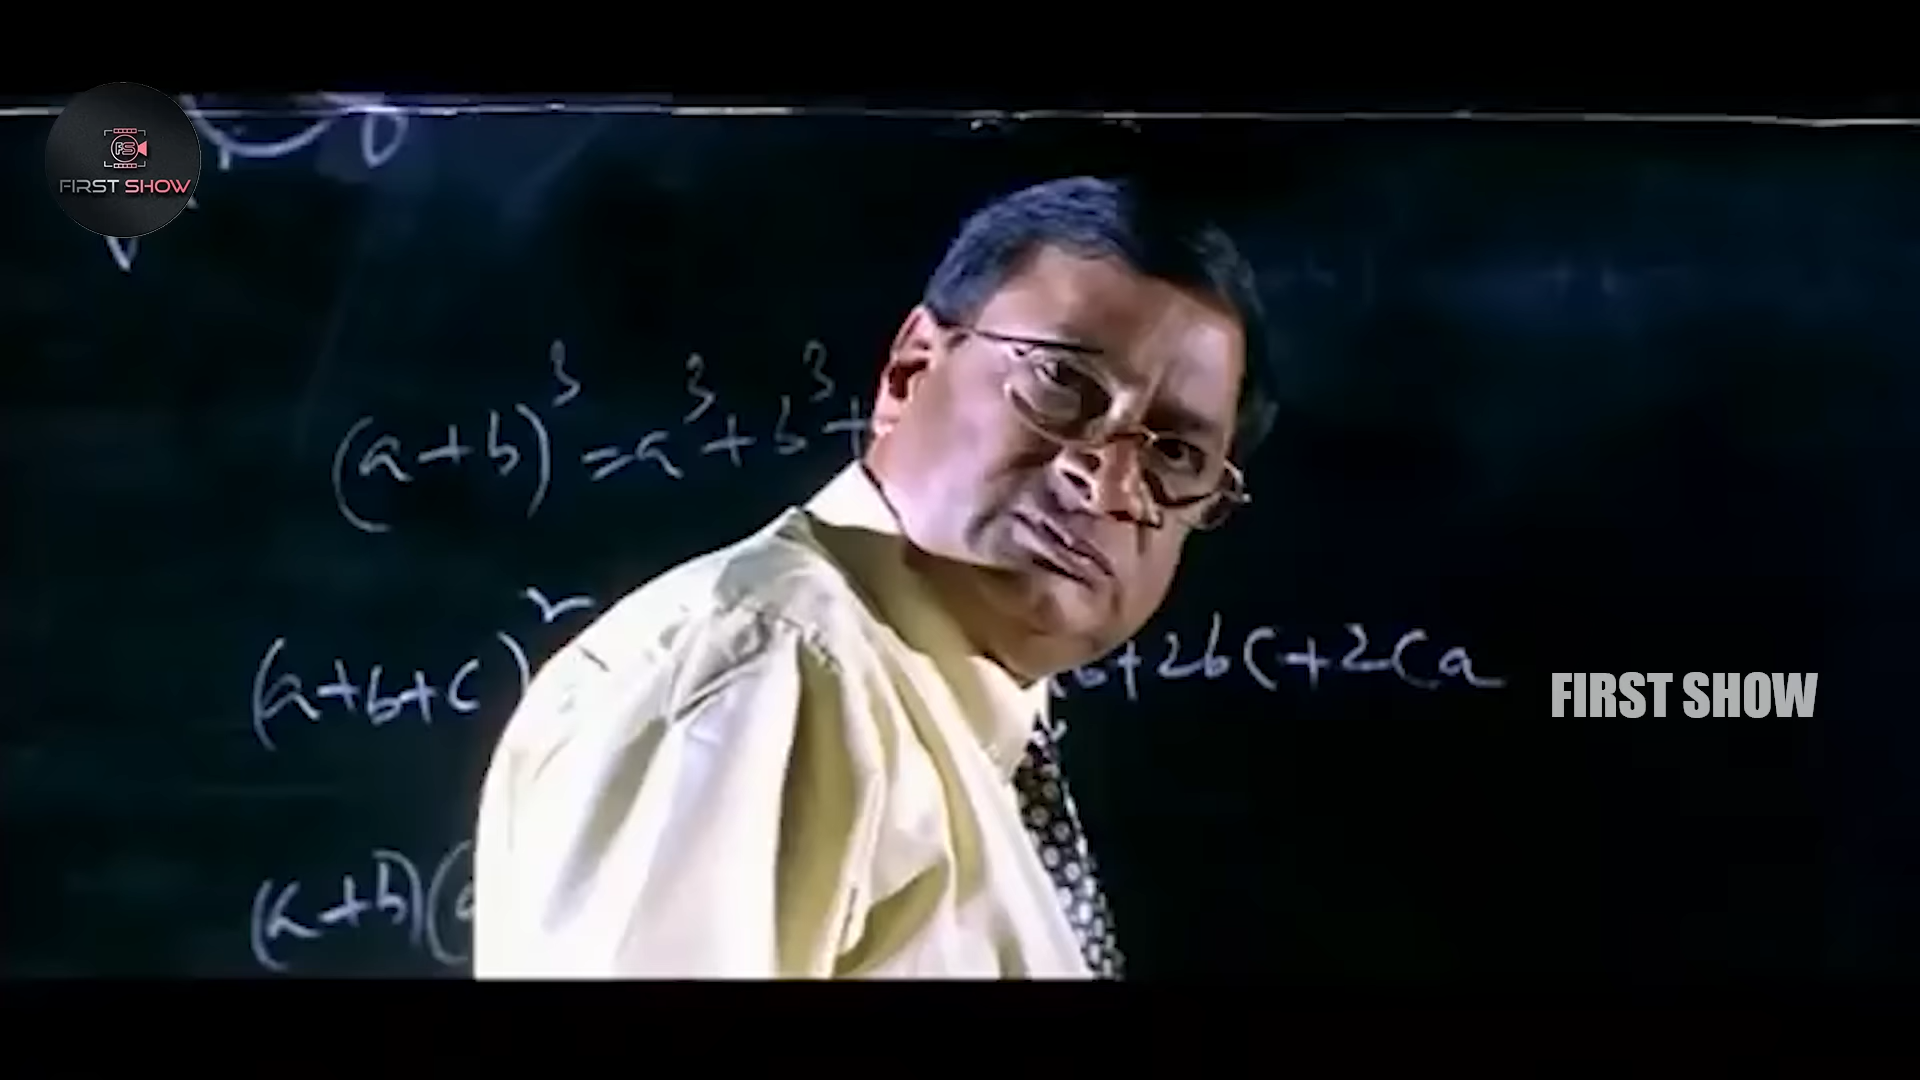 FIRST SHOW
(a+b)³ = a³+b³+
(a+b+c)² +2bc+2ca
FIRST SHOW
(a+b)(